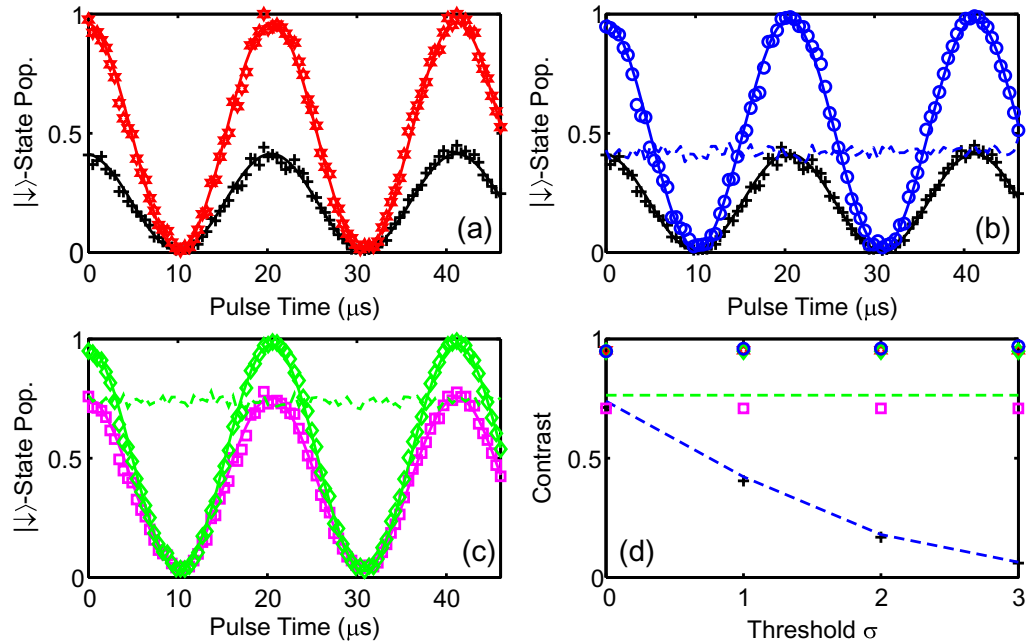 1
0.5
0
|↓⟩-State Pop.
0 10 20 30 40
Pulse Time (μs)
(a)
1
0.5
0
|↓⟩-State Pop.
0 10 20 30 40
Pulse Time (μs)
(b)
1
0.5
0
|↓⟩-State Pop.
0 10 20 30 40
Pulse Time (μs)
(c)
1
0.5
0
Contrast
0 1 2 3
Threshold σ
(d)